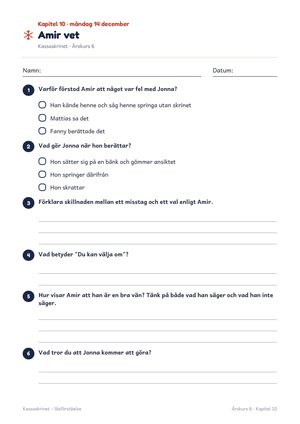 Kapitel 10 · måndag 14 december
Amir vet
Kassaskrinet · Årskurs 6
Namn:
Datum:
1 Varför förstod Amir att något var fel med Jonna?
Han kände henne och såg henne springa utan skrinet
Mattias sa det
Fanny berättade det
2 Vad gör Jonna när hon berättar?
Hon sätter sig på en bänk och gömmer ansiktet
Hon springer därifrån
Hon skrattar
3 Förklara skillnaden mellan ett misstag och ett val enligt Amir.
4 Vad betyder "Du kan välja om"?
5 Hur visar Amir att han är en bra vän? Tänk på både vad han säger och vad han inte
säger.
6 Vad tror du att Jonna kommer att göra?
Kassaskrinet – läsförståelse
Årskurs 6 · Kapitel 10